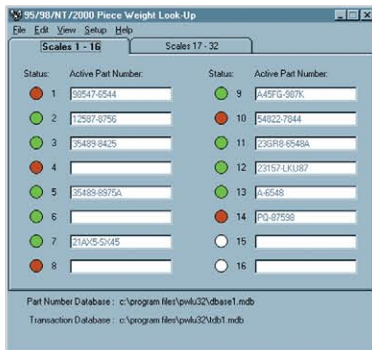 95/98/NT/2000 Piece Weight Look-Up
File Edit View Setup Help
Scales 1 - 16 Scales 17 - 32
Status: Active Part Number: Status: Active Part Number:
1 98547-6544 9 A45FG-987K
2 12587-8756 10 54822-7844
3 35489-8425 11 23GR8-6548A
4 12 23157-LKU87
5 35489-8975A 13 A-6548
6 14 PQ-87598
7 21AX5-SX45 15
8 16
Part Number Database : c:\program files\pwlu32\dbase1.mdb
Transaction Database : c:\program files\pwlu32\tdb1.mdb